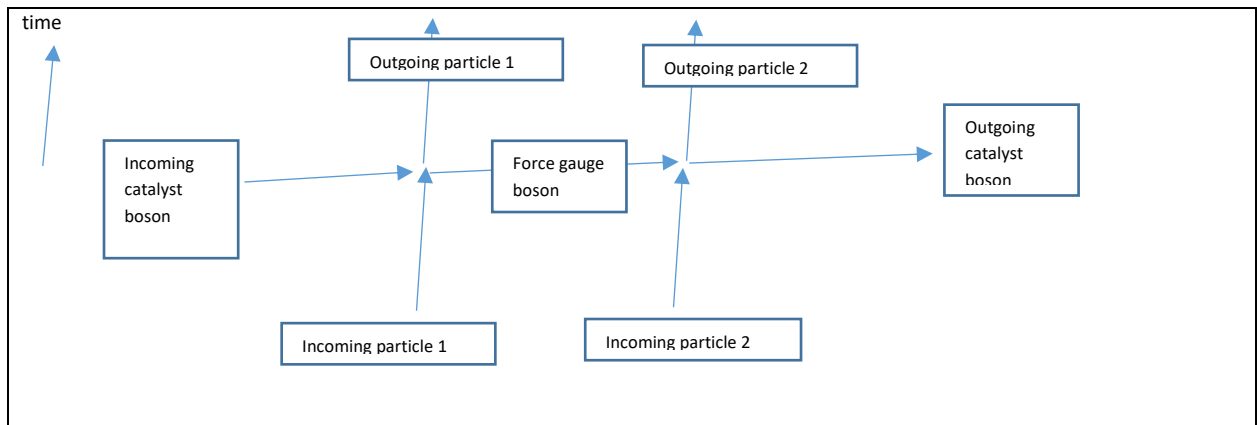 time
Outgoing particle 1
Outgoing particle 2
Incoming
catalyst
boson
Force gauge
boson
Outgoing
catalyst
boson
Incoming particle 1
Incoming particle 2